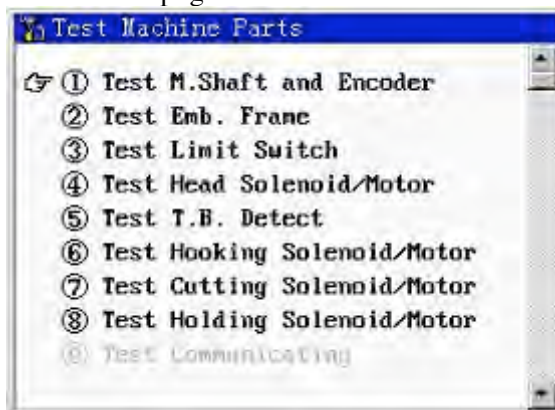 Test Machine Parts
① Test M.Shaft and Encoder
② Test Emb. Frame
③ Test Limit Switch
④ Test Head Solenoid/Motor
⑤ Test T.B. Detect
⑥ Test Hooking Solenoid/Motor
⑦ Test Cutting Solenoid/Motor
⑧ Test Holding Solenoid/Motor
Test Communicating